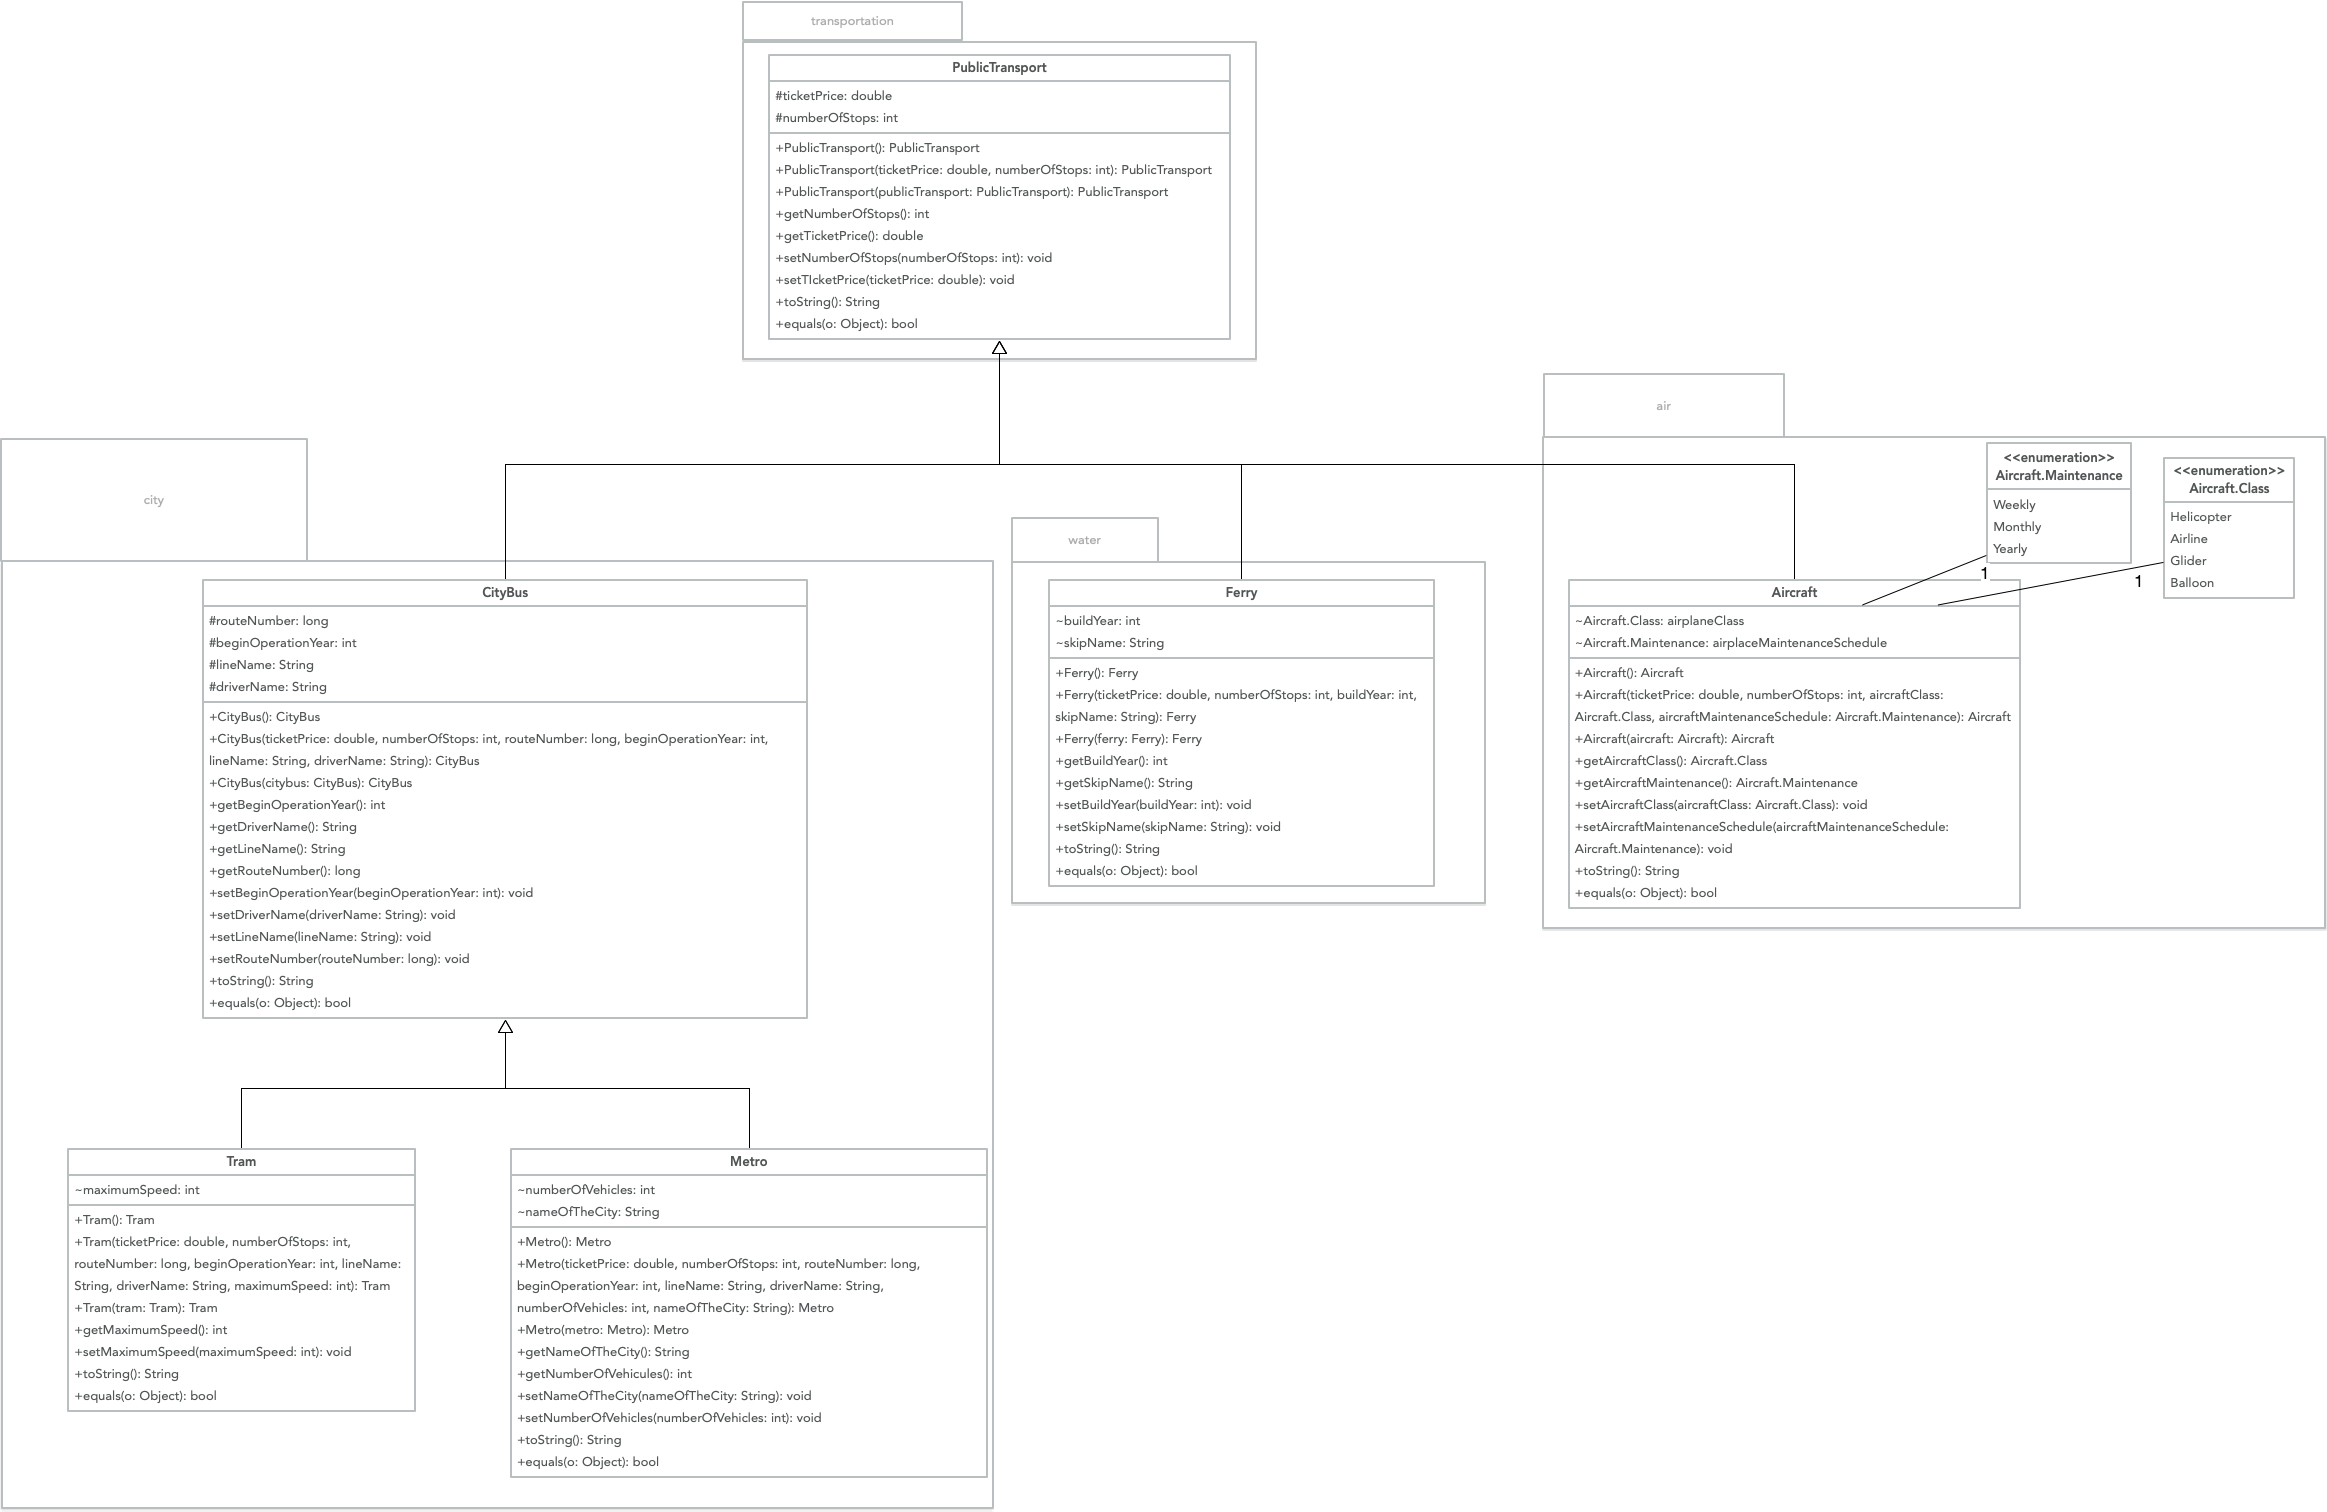 transportation
PublicTransport
#ticketPrice: double
#numberOfStops: int
+PublicTransport(): PublicTransport
+PublicTransport(ticketPrice: double, numberOfStops: int): PublicTransport
+PublicTransport(publicTransport: PublicTransport): PublicTransport
+getNumberOfStops(): int
+getTicketPrice(): double
+setNumberOfStops(numberOfStops: int): void
+setTIcketPrice(ticketPrice: double): void
+toString(): String
+equals(o: Object): bool
city
CityBus
#routeNumber: long
#beginOperationYear: int
#lineName: String
#driverName: String
+CityBus(): CityBus
+CityBus(ticketPrice: double, numberOfStops: int, routeNumber: long, beginOperationYear: int,
lineName: String, driverName: String): CityBus
+CityBus(citybus: CityBus): CityBus
+getBeginOperationYear(): int
+getDriverName(): String
+getLineName(): String
+getRouteNumber(): long
+setBeginOperationYear(beginOperationYear: int): void
+setDriverName(driverName: String): void
+setLineName(lineName: String): void
+setRouteNumber(routeNumber: long): void
+toString(): String
+equals(o: Object): bool
Tram
~maximumSpeed: int
+Tram(): Tram
+Tram(ticketPrice: double, numberOfStops: int,
routeNumber: long, beginOperationYear: int, lineName:
String, driverName: String, maximumSpeed: int): Tram
+Tram(tram: Tram): Tram
+getMaximumSpeed(): int
+setMaximumSpeed(maximumSpeed: int): void
+toString(): String
+equals(o: Object): bool
Metro
~numberOfVehicles: int
~nameOfTheCity: String
+Metro(): Metro
+Metro(ticketPrice: double, numberOfStops: int, routeNumber: long,
beginOperationYear: int, lineName: String, driverName: String,
numberOfVehicles: int, nameOfTheCity: String): Metro
+Metro(metro: Metro): Metro
+getNameOfTheCity(): String
+getNumberOfVehicules(): int
+setNameOfTheCity(nameOfTheCity: String): void
+setNumberOfVehicles(numberOfVehicles: int): void
+toString(): String
+equals(o: Object): bool
water
Ferry
~buildYear: int
~skipName: String
+Ferry(): Ferry
+Ferry(ticketPrice: double, numberOfStops: int, buildYear: int,
skipName: String): Ferry
+Ferry(ferry: Ferry): Ferry
+getBuildYear(): int
+getSkipName(): String
+setBuildYear(buildYear: int): void
+setSkipName(skipName: String): void
+toString(): String
+equals(o: Object): bool
air
<<enumeration>>
Aircraft.Maintenance
Weekly
Monthly
Yearly
1
<<enumeration>>
Aircraft.Class
Helicopter
Airline
Glider
Balloon
1
Aircraft
~Aircraft.Class: airplaneClass
~Aircraft.Maintenance: airplaceMaintenanceSchedule
+Aircraft(): Aircraft
+Aircraft(ticketPrice: double, numberOfStops: int, aircraftClass:
Aircraft.Class, aircraftMaintenanceSchedule: Aircraft.Maintenance): Aircraft
+Aircraft(aircraft: Aircraft): Aircraft
+getAircraftClass(): Aircraft.Class
+getAircraftMaintenance(): Aircraft.Maintenance
+setAircraftClass(aircraftClass: Aircraft.Class): void
+setAircraftMaintenanceSchedule(aircraftMaintenanceSchedule:
Aircraft.Maintenance): void
+toString(): String
+equals(o: Object): bool